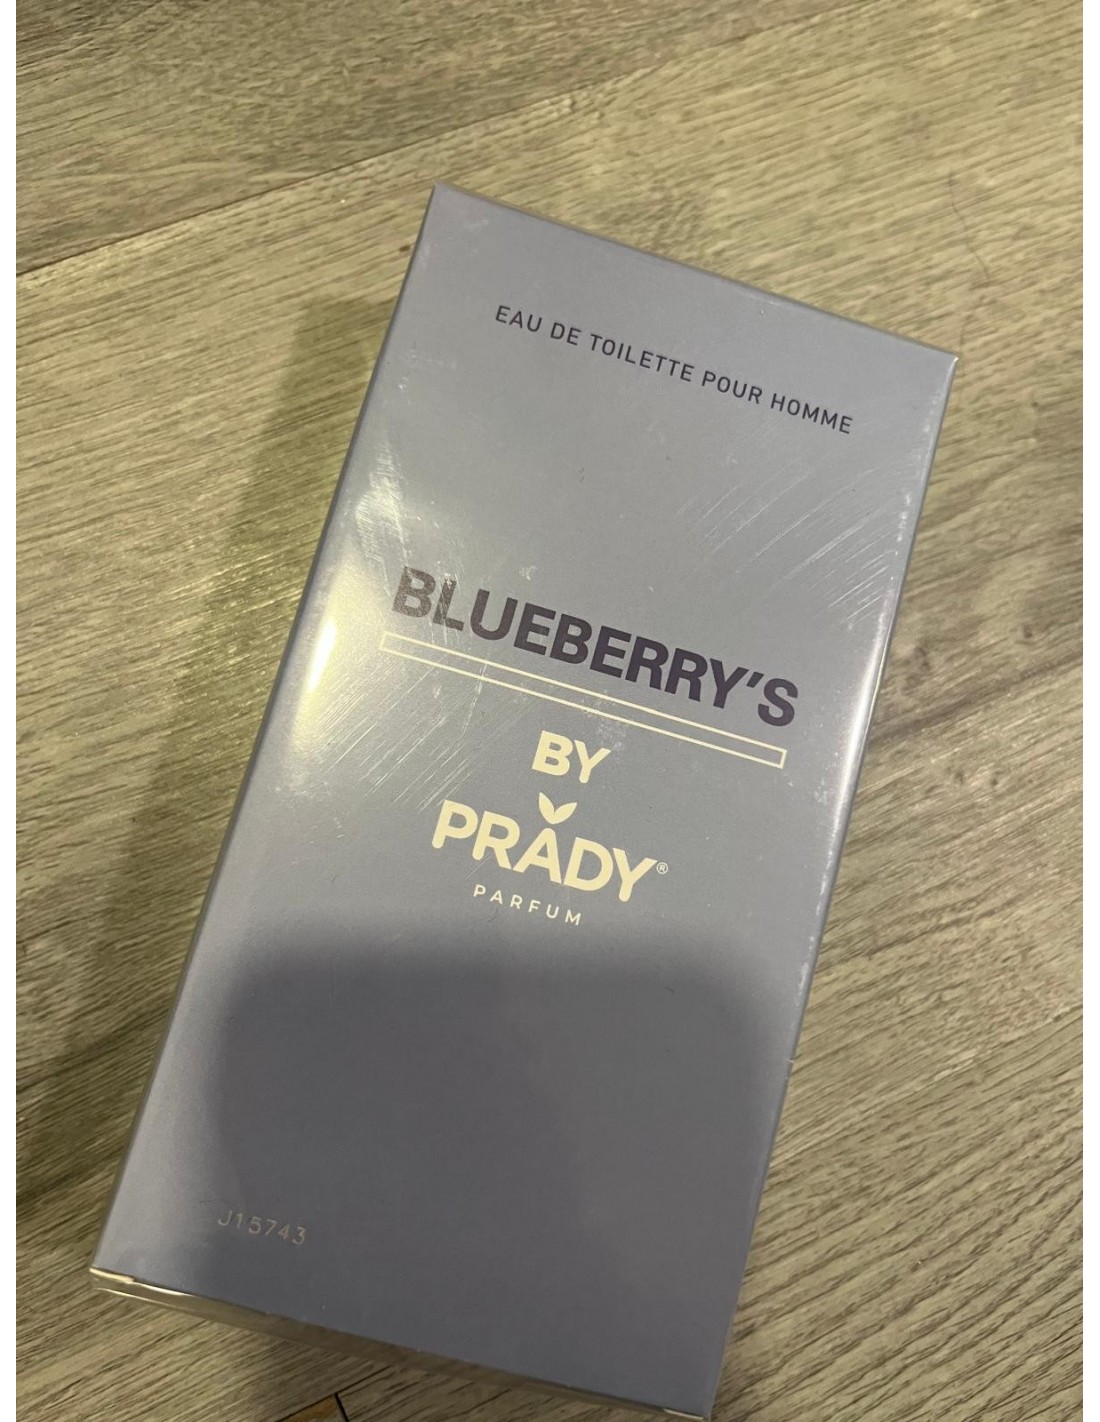 EAU DE TOILETTE POUR HOMME
BLUEBERRY'S
BY
PRADY®
PARFUM
J15743